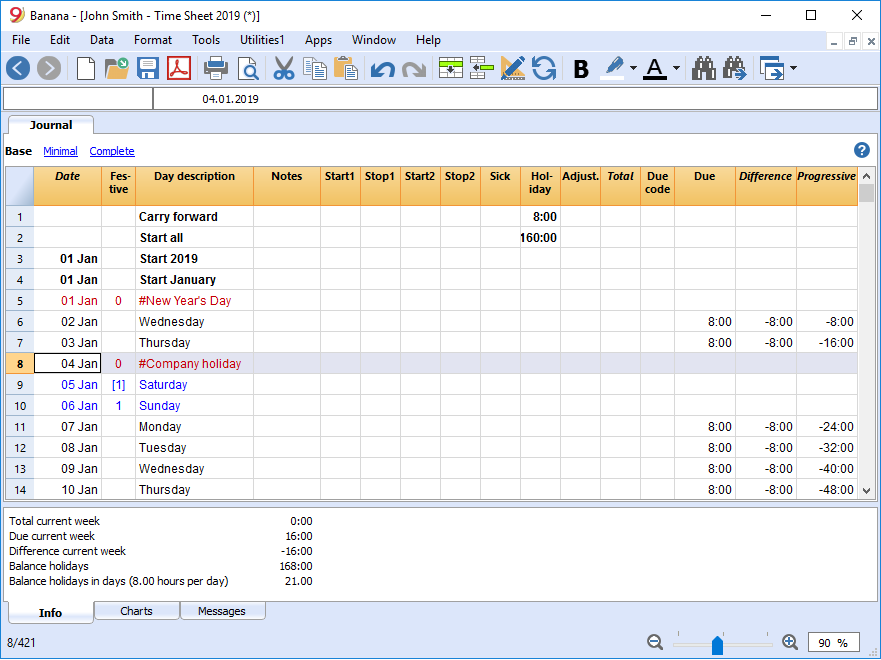 Banana - [John Smith - Time Sheet 2019 (*)]
File Edit Data Format Tools Utilities1 Apps Window Help
B A
04.01.2019
Journal
Base Minimal Complete ?
Date Fes-tive Day description Notes Start1 Stop1 Start2 Stop2 Sick Hol-iday Adjust. Total Due code Due Difference Progressive
1 Carry forward 8:00
2 Start all 160:00
3 01 Jan Start 2019
4 01 Jan Start January
5 01 Jan 0 #New Year's Day
6 02 Jan Wednesday 8:00 -8:00 -8:00
7 03 Jan Thursday 8:00 -8:00 -16:00
8 04 Jan 0 #Company holiday
9 05 Jan [1] Saturday
10 06 Jan 1 Sunday
11 07 Jan Monday 8:00 -8:00 -24:00
12 08 Jan Tuesday 8:00 -8:00 -32:00
13 09 Jan Wednesday 8:00 -8:00 -40:00
14 10 Jan Thursday 8:00 -8:00 -48:00
Total current week 0:00
Due current week 16:00
Difference current week -16:00
Balance holidays 168:00
Balance holidays in days (8.00 hours per day) 21.00
Info Charts Messages
8/421 90 %